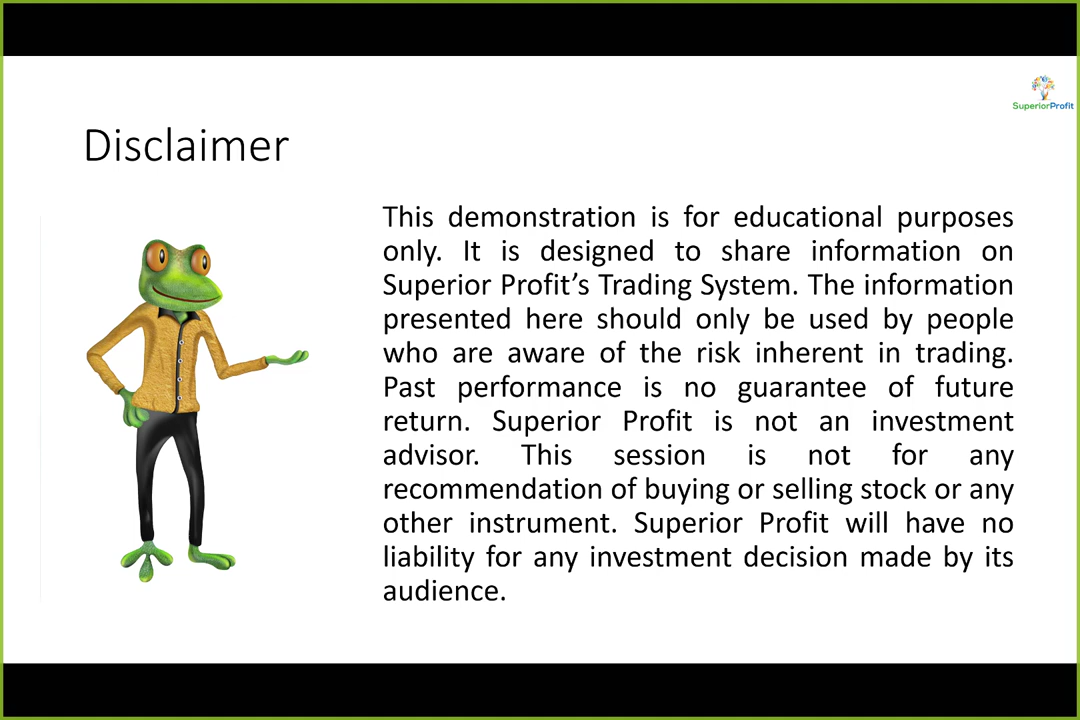 SuperiorProfit
Disclaimer
This demonstration is for educational purposes
only. It is designed to share information on
Superior Profit’s Trading System. The information
presented here should only be used by people
who are aware of the risk inherent in trading.
Past performance is no guarantee of future
return. Superior Profit is not an investment
advisor. This session is not for any
recommendation of buying or selling stock or any
other instrument. Superior Profit will have no
liability for any investment decision made by its
audience.